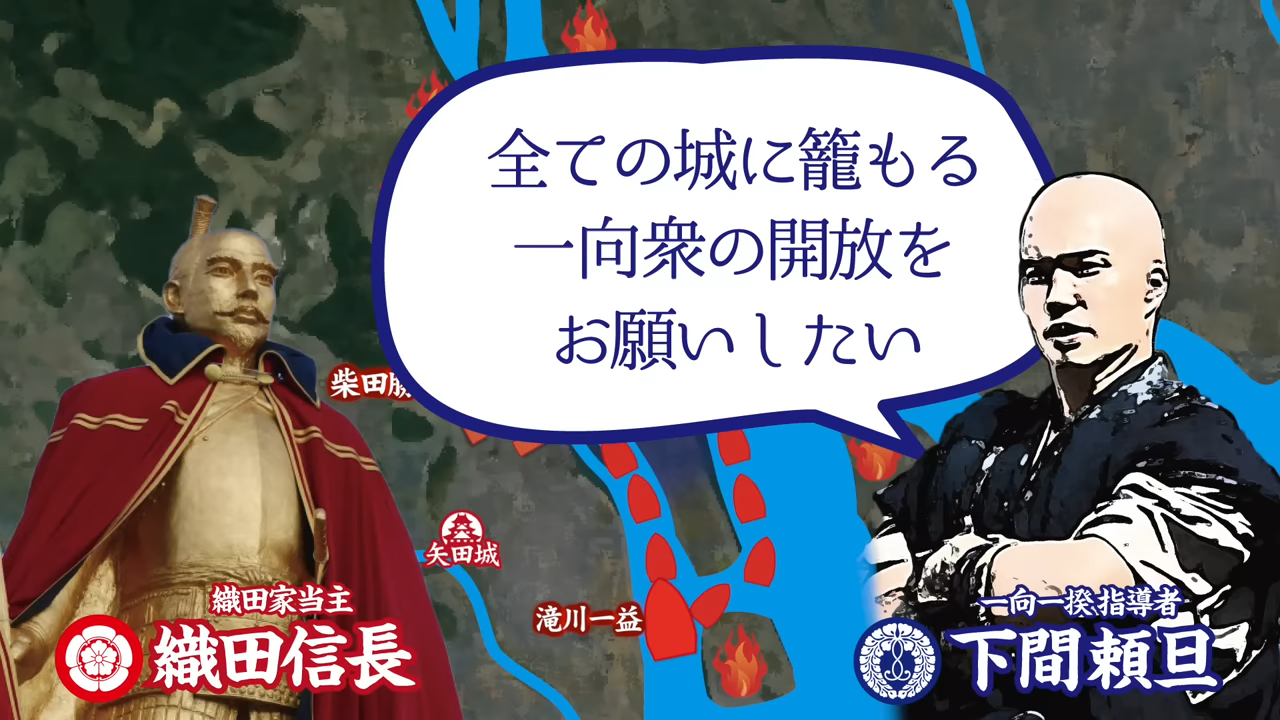 全ての城に籠もる
一向衆の開放を
お願いしたい
柴田勝
矢田城
滝川一益
織田家当主
織田信長
一向一揆指導者
下間頼旦